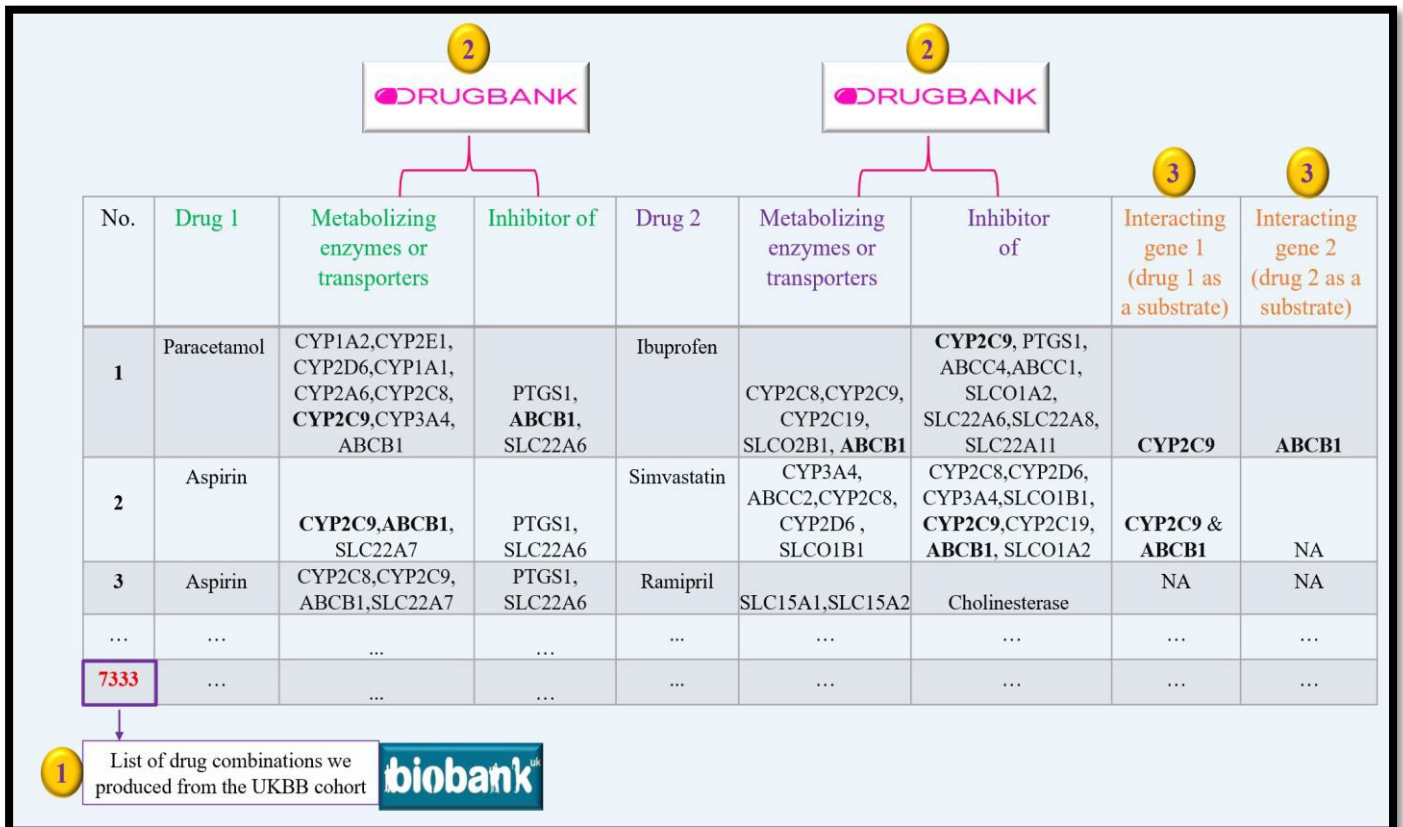 2
2
DRUGBANK
DRUGBANK
3
3
No.
Drug 1
Metabolizing
enzymes or
transporters
Inhibitor of
Drug 2
Metabolizing
enzymes or
transporters
Inhibitor
of
Interacting
gene 1
(drug 1 as
a substrate)
Interacting
gene 2
(drug 2 as a
substrate)
1
Paracetamol
CYP1A2,CYP2E1,
CYP2D6,CYP1A1,
CYP2A6,CYP2C8,
CYP2C9,CYP3A4,
ABCB1
PTGS1,
ABCB1,
SLC22A6
Ibuprofen
CYP2C8,CYP2C9,
CYP2C19,
SLCO2B1, ABCB1
CYP2C9, PTGS1,
ABCC4,ABCC1,
SLCO1A2,
SLC22A6,SLC22A8,
SLC22A11
CYP2C9
ABCB1
2
Aspirin
CYP2C9,ABCB1,
SLC22A7
PTGS1,
SLC22A6
Simvastatin
CYP3A4,
ABCC2,CYP2C8,
CYP2D6 ,
SLCO1B1
CYP2C8,CYP2D6,
CYP3A4,SLCO1B1,
CYP2C9,CYP2C19,
ABCB1, SLCO1A2
CYP2C9 &
ABCB1
NA
3
Aspirin
CYP2C8,CYP2C9,
ABCB1,SLC22A7
PTGS1,
SLC22A6
Ramipril
SLC15A1,SLC15A2
Cholinesterase
NA
NA
… … ... … ... … … … …
7333 … ... … ... … … … …
1
List of drug combinations we
produced from the UKBB cohort
biobank uk